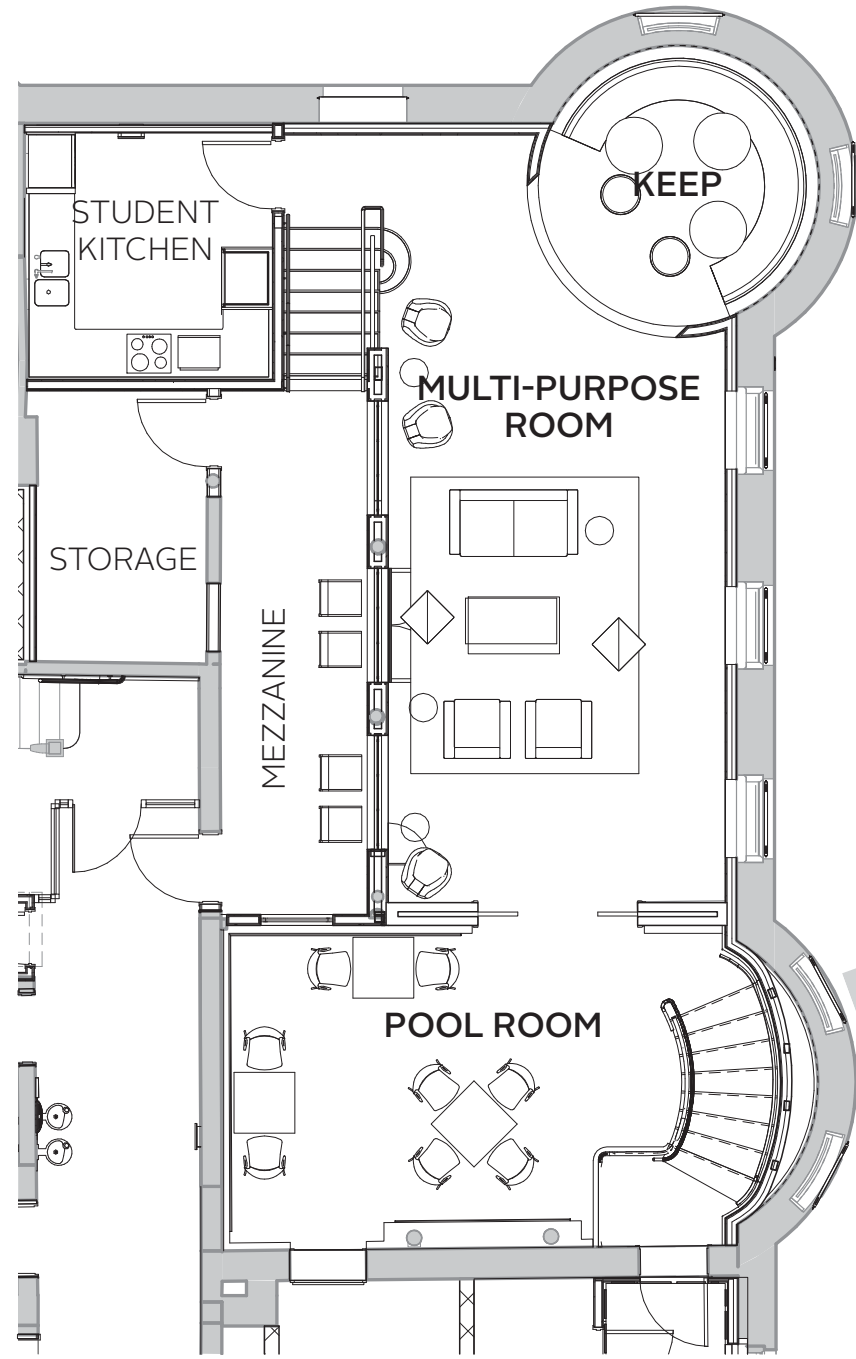 KEEP
STUDENT
KITCHEN
MULTI-PURPOSE
ROOM
STORAGE
MEZZANINE
POOL ROOM